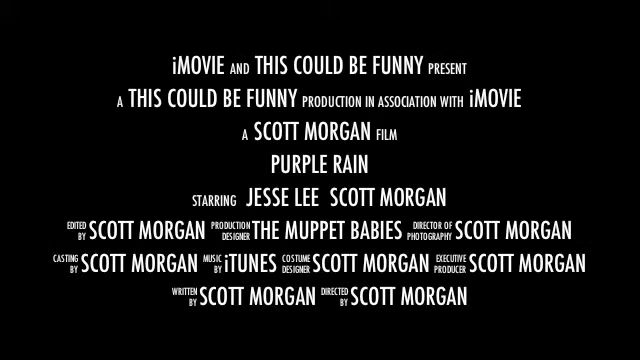 iMOVIE AND THIS COULD BE FUNNY PRESENT
A THIS COULD BE FUNNY PRODUCTION IN ASSOCIATION WITH iMOVIE
A SCOTT MORGAN FILM
PURPLE RAIN
STARRING JESSE LEE SCOTT MORGAN
EDITED BY SCOTT MORGAN PRODUCTION DESIGNER THE MUPPET BABIES DIRECTOR OF PHOTOGRAPHY SCOTT MORGAN
CASTING BY SCOTT MORGAN MUSIC BY iTUNES COSTUME DESIGNER SCOTT MORGAN EXECUTIVE PRODUCER SCOTT MORGAN
WRITTEN BY SCOTT MORGAN DIRECTED BY SCOTT MORGAN